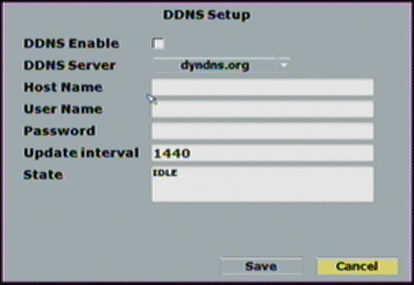 DDNS Setup
DDNS Enable
DDNS Server dyndns.org
Host Name
User Name
Password
Update interval 1440
State IDLE
Save Cancel